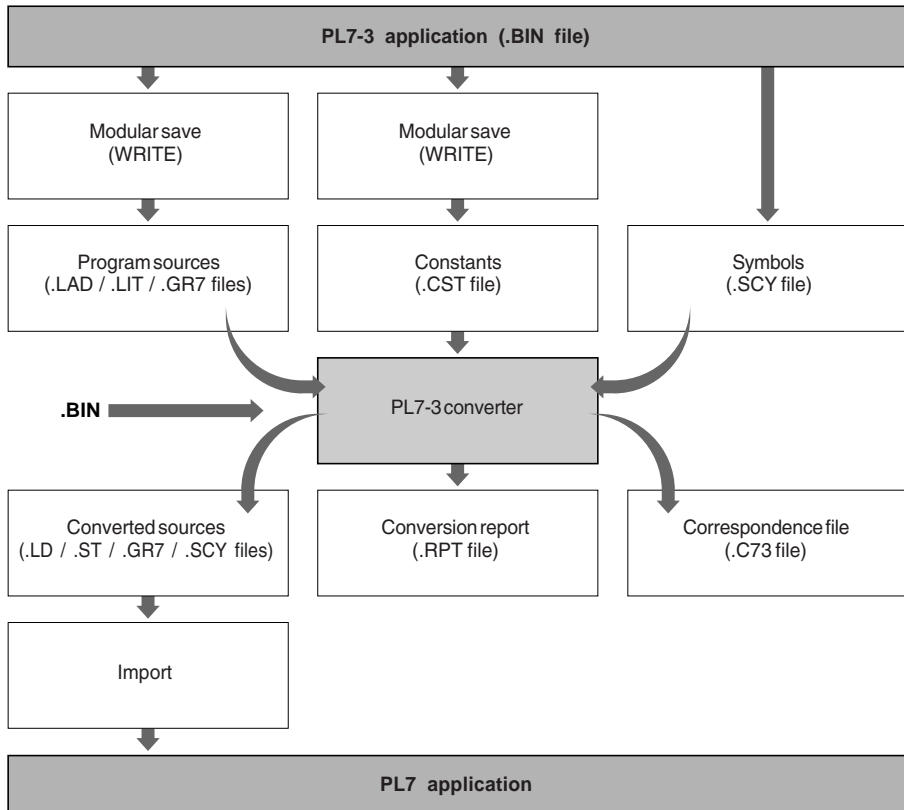 PL7-3 application (.BIN file)
Modular save
(WRITE)
Modular save
(WRITE)
Program sources
(.LAD / .LIT / .GR7 files)
Constants
(.CST file)
Symbols
(.SCY file)
.BIN
PL7-3 converter
Converted sources
(.LD / .ST / .GR7 / .SCY files)
Conversion report
(.RPT file)
Correspondence file
(.C73 file)
Import
PL7 application